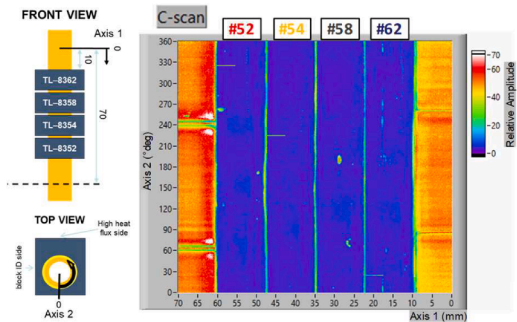 FRONT VIEW
Axis 1
0
10
TL-8362
TL-8358
TL-8354
TL-8352
70
TOP VIEW
High heat
flux side
block ID side
0
Axis 2
C-scan
#52
#54
#58
#62
Axis 2 (°deg)
360
330
300
270
240
210
180
150
120
90
60
30
0
70
65
60
55
50
45
40
35
30
25
20
15
10
5
0
Axis 1 (mm)
70
60
40
20
0
Relative Amplitude